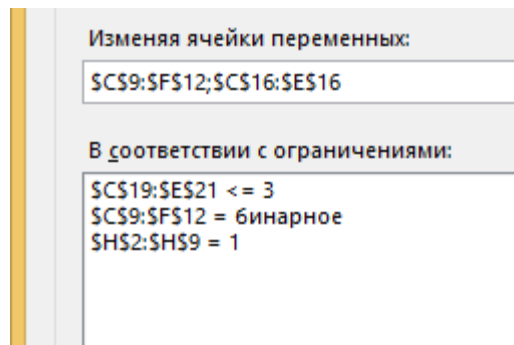 Изменяя ячейки переменных:
$C$9:$F$12;$C$16:$E$16
В соответствии с ограничениями:
$C$19:$E$21 <= 3
$C$9:$F$12 = бинарное
$H$2:$H$9 = 1